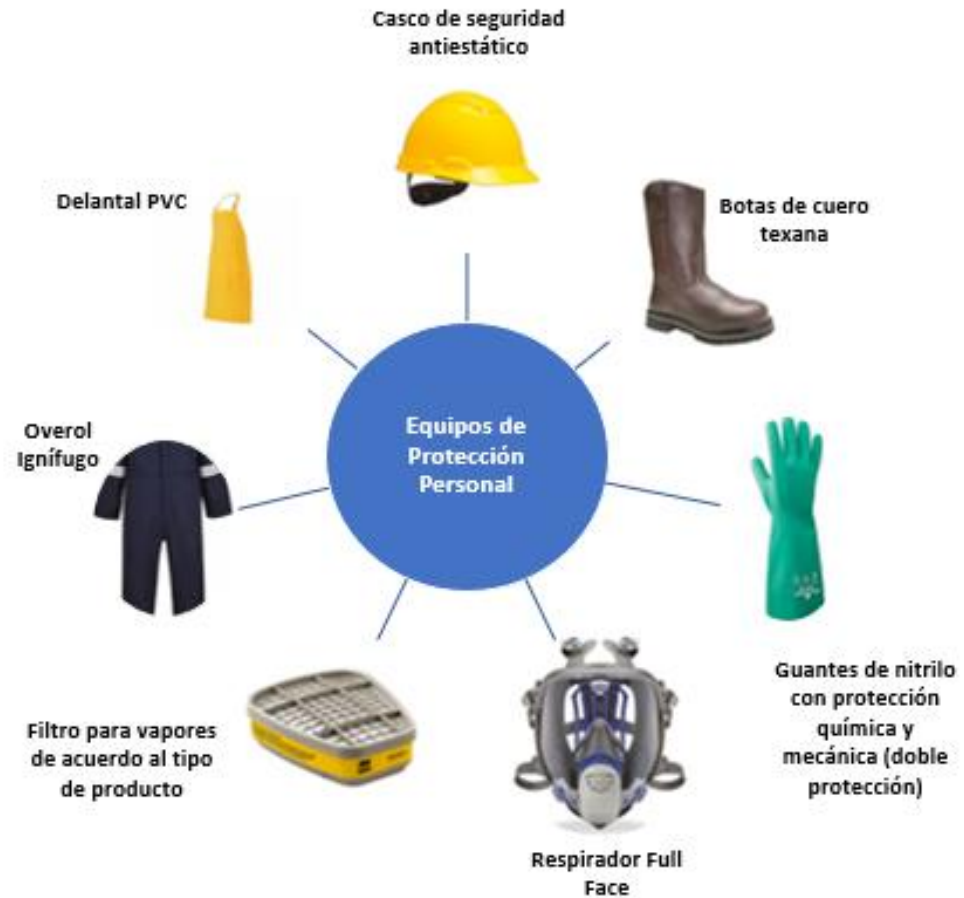 Casco de seguridad
antiestático
Delantal PVC
Botas de cuero
texana
Overol
Ignífugo
Equipos de
Protección
Personal
Guantes de nitrilo
con protección
química y
mecánica (doble
protección)
Filtro para vapores
de acuerdo al tipo
de producto
Respirador Full
Face